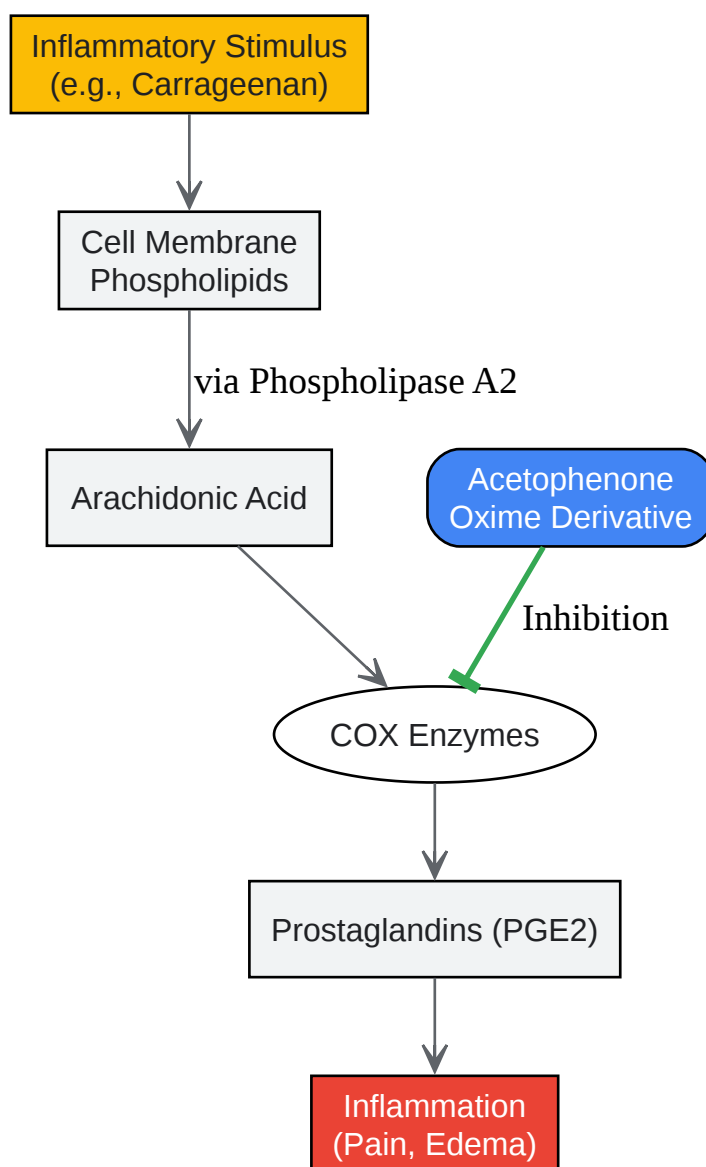 Inflammatory Stimulus
(e.g., Carrageenan)
Cell Membrane
Phospholipids
via Phospholipase A2
Arachidonic Acid
Acetophenone
Oxime Derivative
Inhibition
COX Enzymes
Prostaglandins (PGE2)
Inflammation
(Pain, Edema)